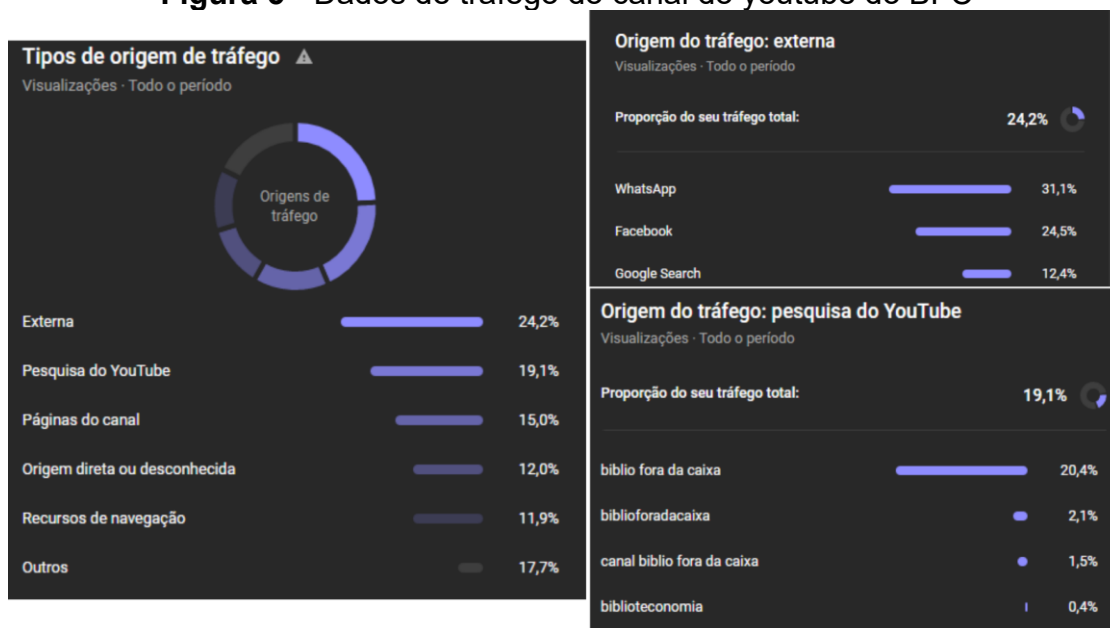 Tipos de origem de tráfego
Visualizações · Todo o período
Origens de
tráfego
Externa 24,2%
Pesquisa do YouTube 19,1%
Páginas do canal 15,0%
Origem direta ou desconhecida 12,0%
Recursos de navegação 11,9%
Outros 17,7%
Origem do tráfego: externa
Visualizações · Todo o período
Proporção do seu tráfego total: 24,2%
WhatsApp 31,1%
Facebook 24,5%
Google Search 12,4%
Origem do tráfego: pesquisa do YouTube
Visualizações · Todo o período
Proporção do seu tráfego total: 19,1%
biblio fora da caixa 20,4%
biblioforadacaixa 2,1%
canal biblio fora da caixa 1,5%
biblioteconomia 0,4%